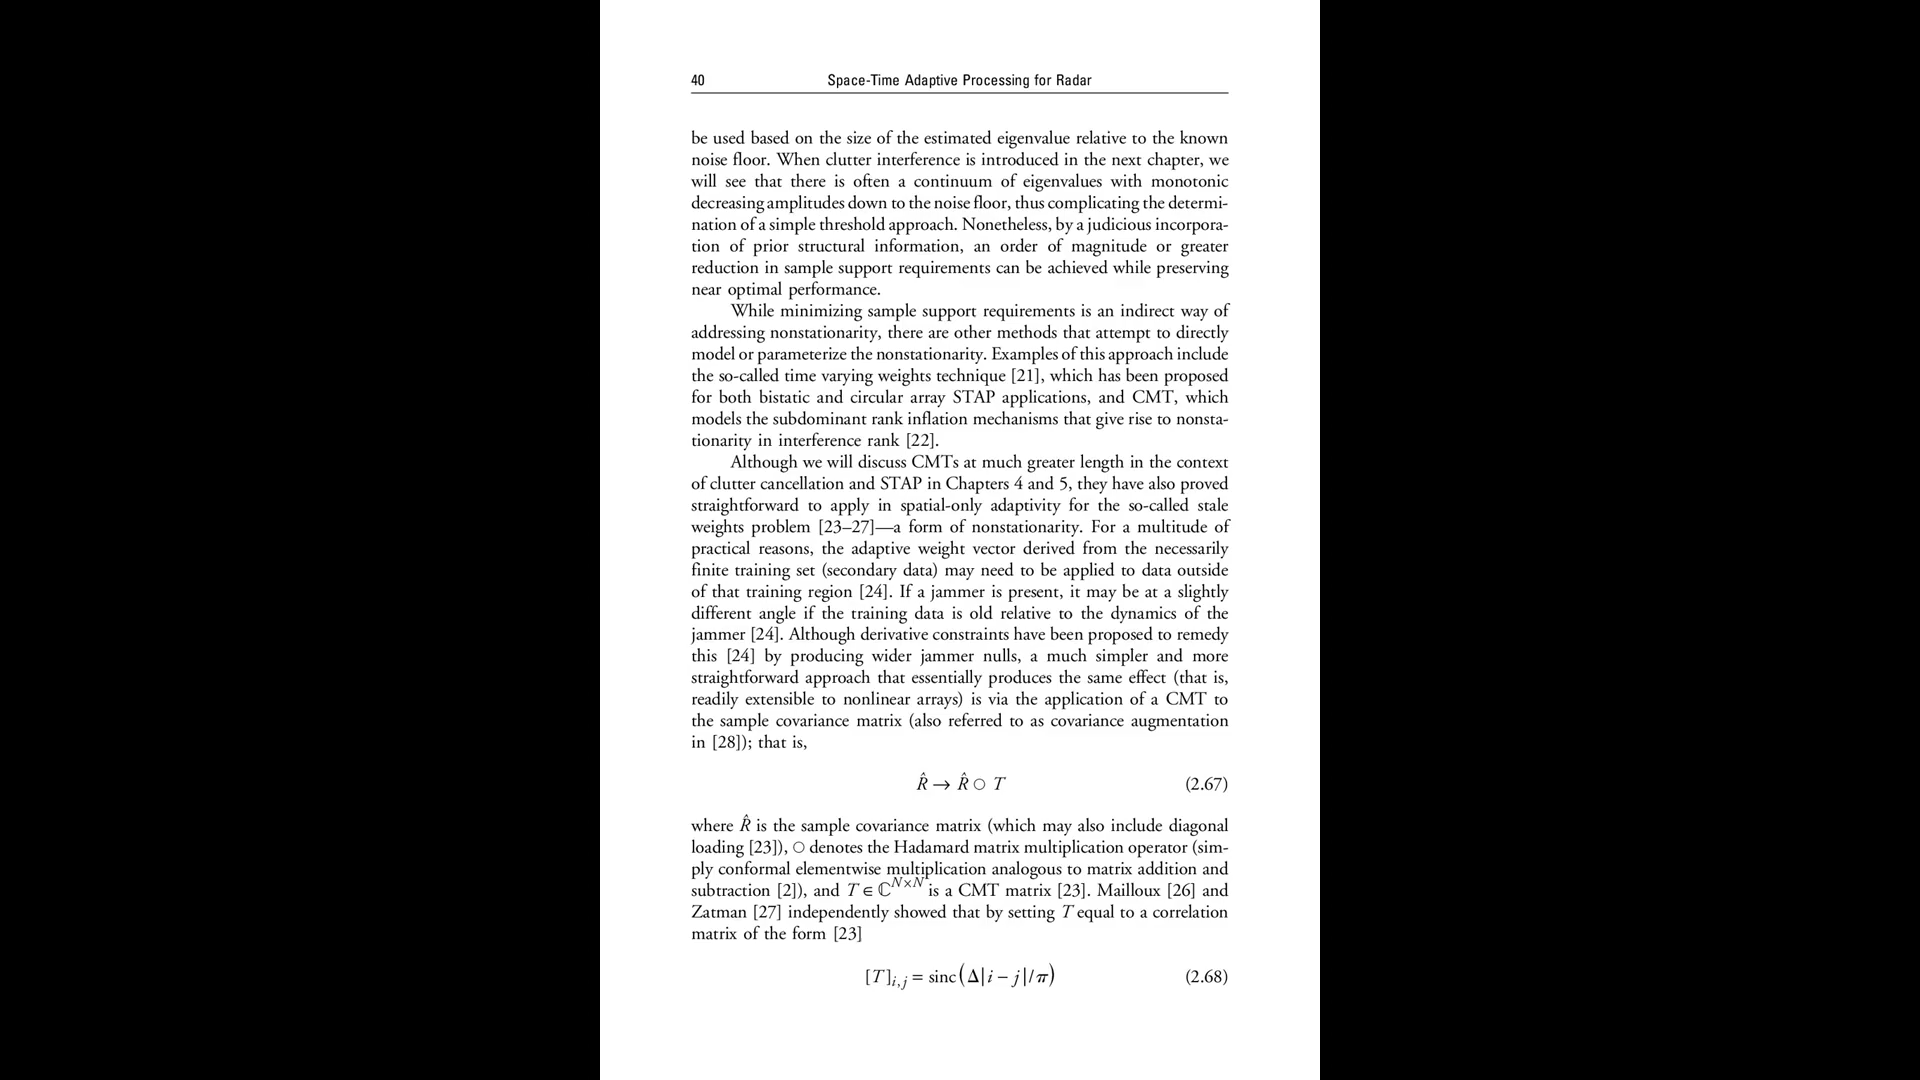 40 Space-Time Adaptive Processing for Radar
be used based on the size of the estimated eigenvalue relative to the known
noise floor. When clutter interference is introduced in the next chapter, we
will see that there is often a continuum of eigenvalues with monotonic
decreasing amplitudes down to the noise floor, thus complicating the determi-
nation of a simple threshold approach. Nonetheless, by a judicious incorpora-
tion of prior structural information, an order of magnitude or greater
reduction in sample support requirements can be achieved while preserving
near optimal performance.
While minimizing sample support requirements is an indirect way of
addressing nonstationarity, there are other methods that attempt to directly
model or parameterize the nonstationarity. Examples of this approach include
the so-called time varying weights technique [21], which has been proposed
for both bistatic and circular array STAP applications, and CMT, which
models the subdominant rank inflation mechanisms that give rise to nonsta-
tionarity in interference rank [22].
Although we will discuss CMTs at much greater length in the context
of clutter cancellation and STAP in Chapters 4 and 5, they have also proved
straightforward to apply in spatial-only adaptivity for the so-called stale
weights problem [23–27]—a form of nonstationarity. For a multitude of
practical reasons, the adaptive weight vector derived from the necessarily
finite training set (secondary data) may need to be applied to data outside
of that training region [24]. If a jammer is present, it may be at a slightly
different angle if the training data is old relative to the dynamics of the
jammer [24]. Although derivative constraints have been proposed to remedy
this [24] by producing wider jammer nulls, a much simpler and more
straightforward approach that essentially produces the same effect (that is,
readily extensible to nonlinear arrays) is via the application of a CMT to
the sample covariance matrix (also referred to as covariance augmentation
in [28]); that is,
R̂ → R̂ ○ T (2.67)
where R̂ is the sample covariance matrix (which may also include diagonal
loading [23]), ○ denotes the Hadamard matrix multiplication operator (sim-
ply conformal elementwise multiplication analogous to matrix addition and
subtraction [2]), and T ∈ ℂ^{N×N} is a CMT matrix [23]. Mailloux [26] and
Zatman [27] independently showed that by setting T equal to a correlation
matrix of the form [23]
[T]_{i,j} = sinc(Δ|i − j|/π) (2.68)